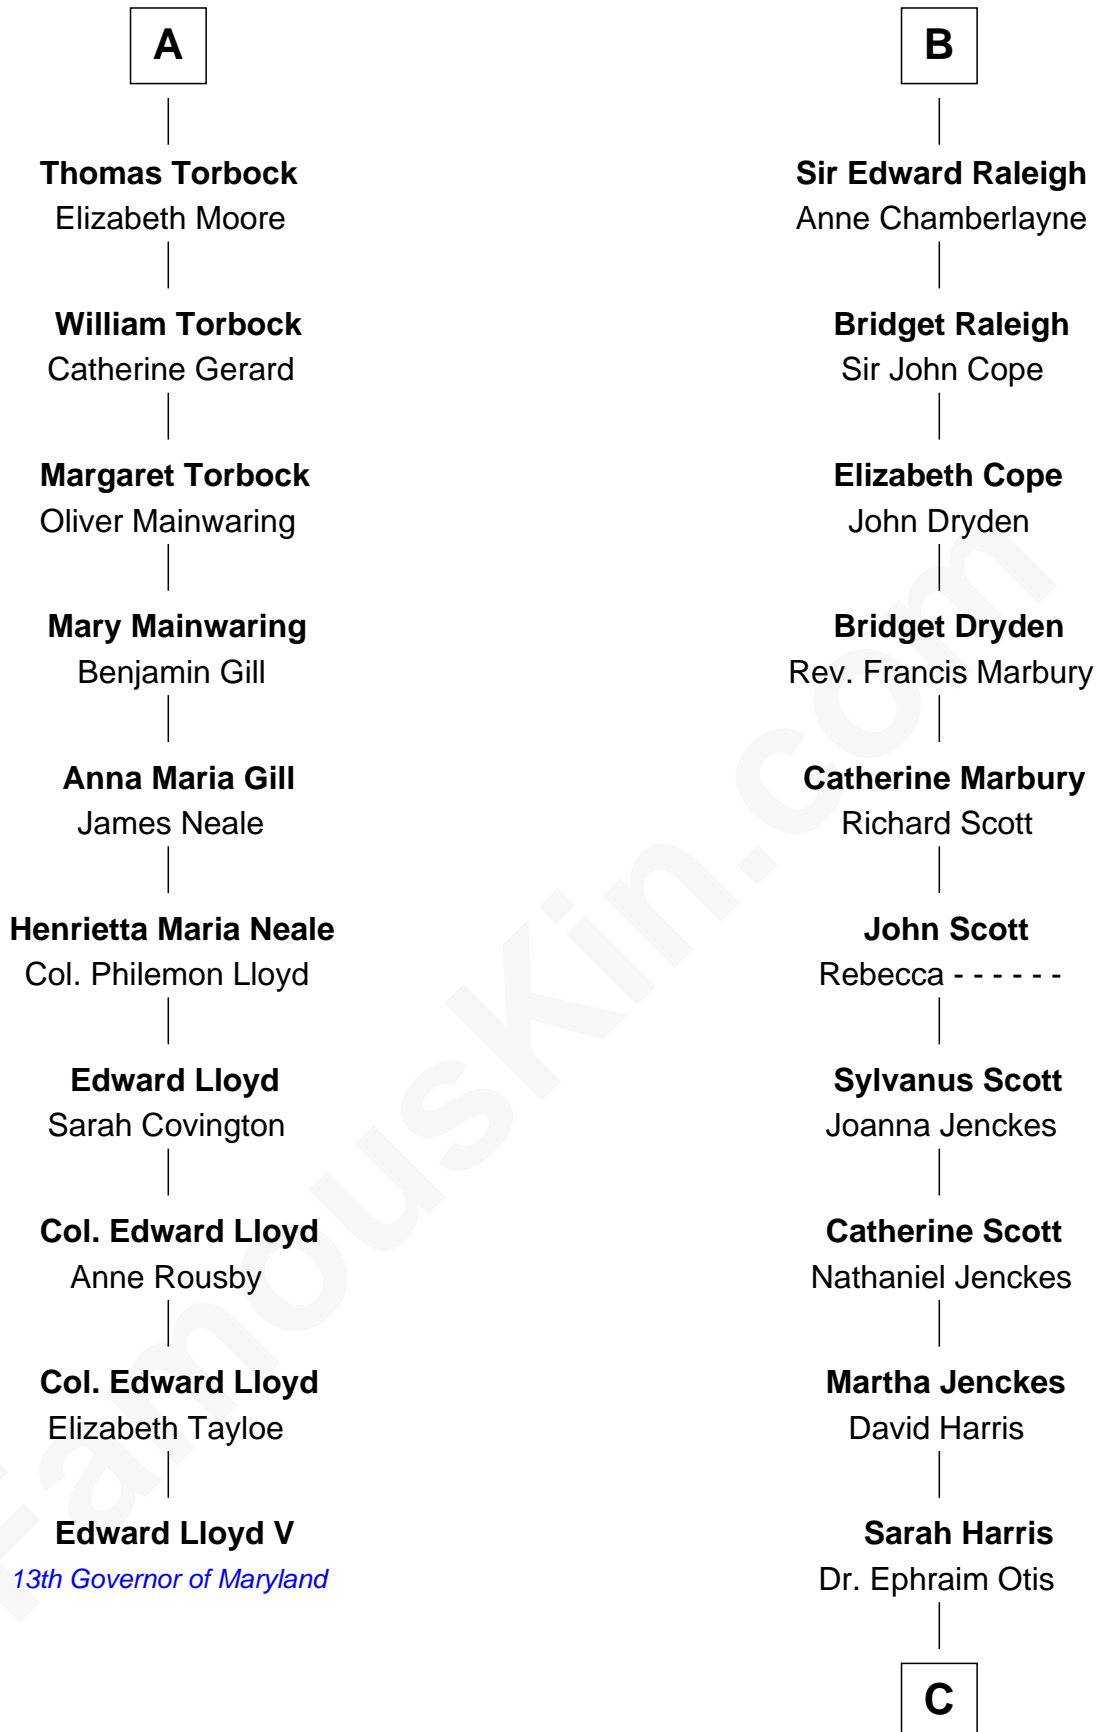 A
Thomas Torbock
Elizabeth Moore
William Torbock
Catherine Gerard
Margaret Torbock
Oliver Mainwaring
Mary Mainwaring
Benjamin Gill
Anna Maria Gill
James Neale
Henrietta Maria Neale
Col. Philemon Lloyd
Edward Lloyd
Sarah Covington
Col. Edward Lloyd
Anne Rousby
Col. Edward Lloyd
Elizabeth Tayloe
Edward Lloyd V
13th Governor of Maryland
B
Sir Edward Raleigh
Anne Chamberlayne
Bridget Raleigh
Sir John Cope
Elizabeth Cope
John Dryden
Bridget Dryden
Rev. Francis Marbury
Catherine Marbury
Richard Scott
John Scott
Rebecca - - - - - -
Sylvanus Scott
Joanna Jenckes
Catherine Scott
Nathaniel Jenckes
Martha Jenckes
David Harris
Sarah Harris
Dr. Ephraim Otis
C
FamousKin.com